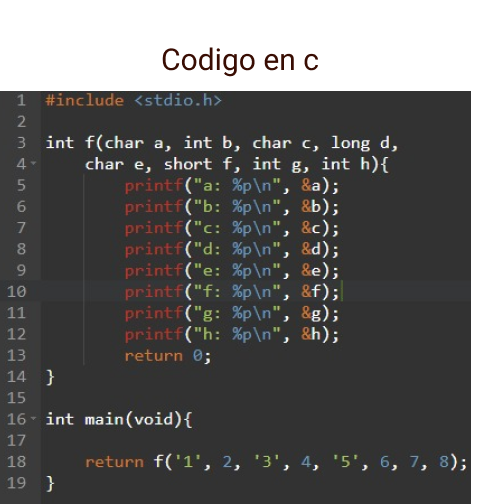 Codigo en c
1 #include <stdio.h>
2
3 int f(char a, int b, char c, long d,
4 char e, short f, int g, int h){
5 printf("a: %p\n", &a);
6 printf("b: %p\n", &b);
7 printf("c: %p\n", &c);
8 printf("d: %p\n", &d);
9 printf("e: %p\n", &e);
10 printf("f: %p\n", &f);
11 printf("g: %p\n", &g);
12 printf("h: %p\n", &h);
13 return 0;
14 }
15
16 int main(void){
17
18 return f('1', 2, '3', 4, '5', 6, 7, 8);
19 }